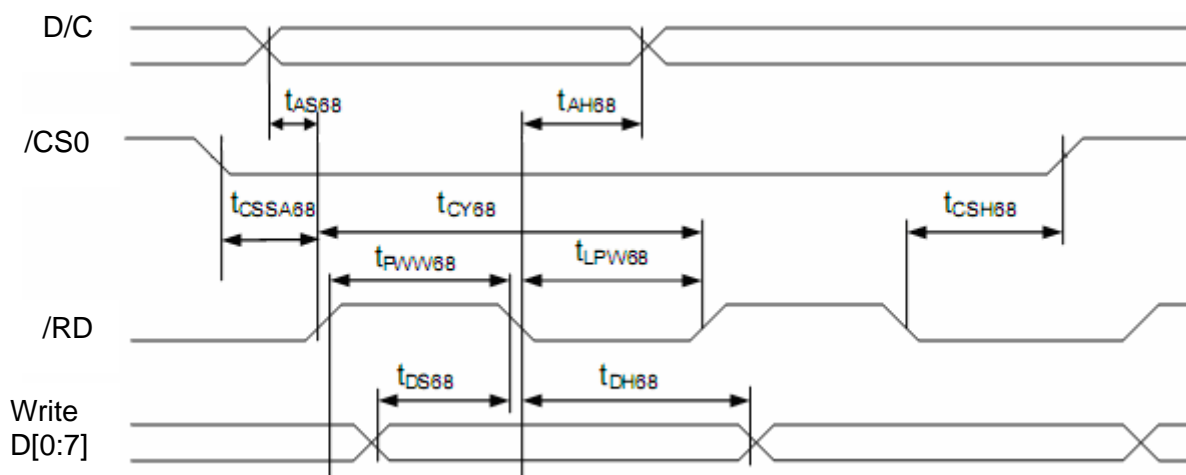 D/C
tAS68
tAH68
/CS0
tCSSA68
tCY68
tCSH68
tPWW68
tLPW68
/RD
tDS68
tDH68
Write
D[0:7]